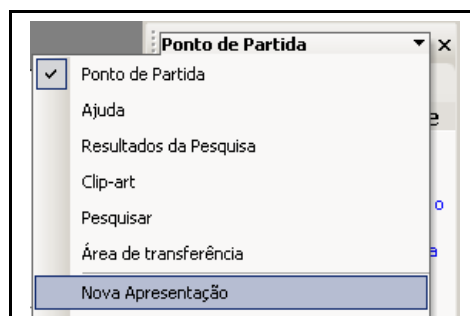 Ponto de Partida
Ponto de Partida
Ajuda
Resultados da Pesquisa
Clip-art
Pesquisar
Área de transferência
Nova Apresentação